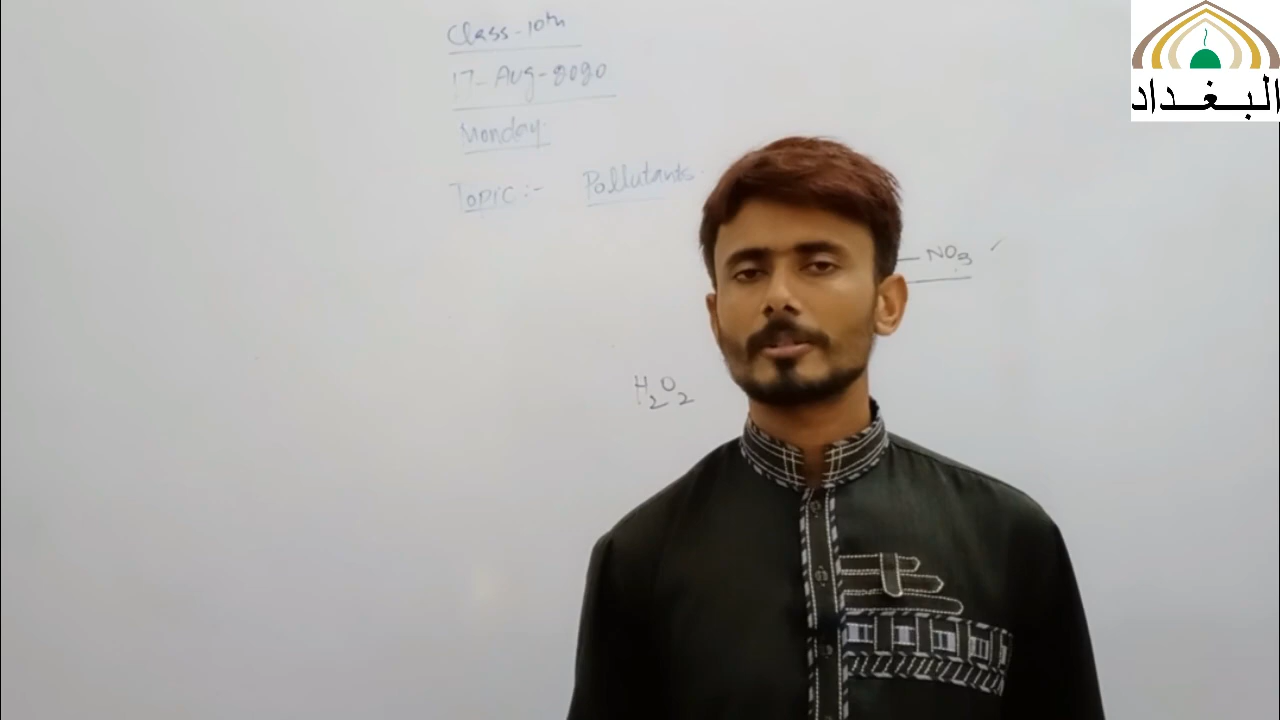 Class - 10th
17 - Aug - 2020
Monday.
Topic :- Pollutants.
— NO3
H2O2
البغداد